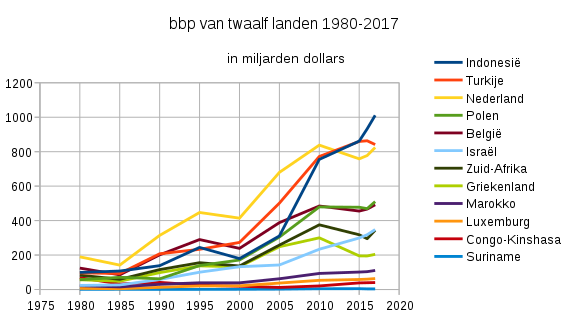 bbp van twaalf landen 1980-2017
in miljarden dollars
1200
1000
800
600
400
200
0
1975 1980 1985 1990 1995 2000 2005 2010 2015 2020
Indonesië
Turkije
Nederland
Polen
België
Israël
Zuid-Afrika
Griekenland
Marokko
Luxemburg
Congo-Kinshasa
Suriname